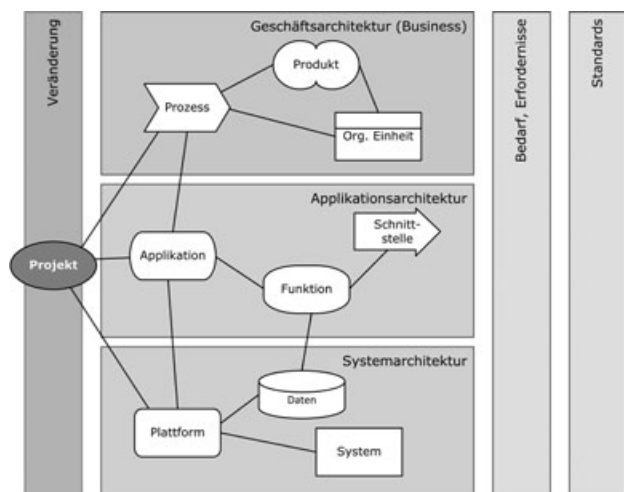 Veränderung
Geschäftsarchitektur (Business)
Produkt
Prozess
Org. Einheit
Applikationsarchitektur
Schnitt-
stelle
Projekt
Applikation
Funktion
Systemarchitektur
Daten
Plattform
System
Bedarf, Erfordernisse
Standards